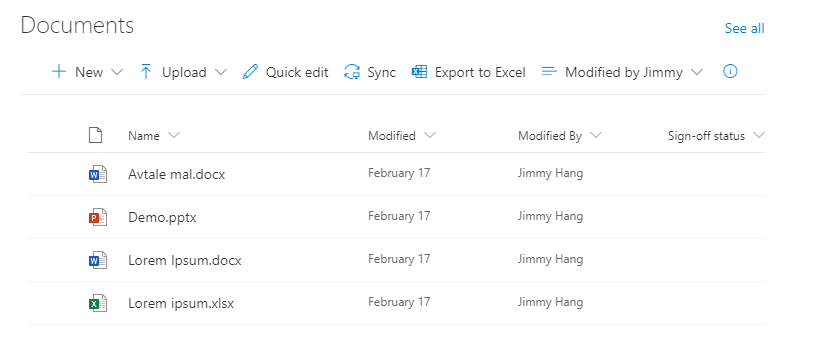 Documents
See all
New Upload Quick edit Sync Export to Excel Modified by Jimmy
Name Modified Modified By Sign-off status
Avtale mal.docx February 17 Jimmy Hang
Demo.pptx February 17 Jimmy Hang
Lorem Ipsum.docx February 17 Jimmy Hang
Lorem ipsum.xlsx February 17 Jimmy Hang